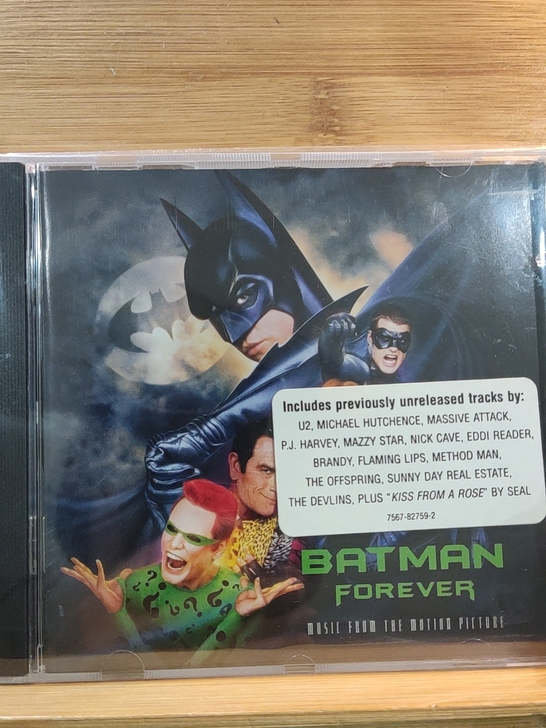 Includes previously unreleased tracks by:
U2, MICHAEL HUTCHENCE, MASSIVE ATTACK,
P.J. HARVEY, MAZZY STAR, NICK CAVE, EDDI READER,
BRANDY, FLAMING LIPS, METHOD MAN,
THE OFFSPRING, SUNNY DAY REAL ESTATE,
THE DEVLINS, PLUS "KISS FROM A ROSE" BY SEAL
7567-82759-2
BATMAN
FOREVER
MUSIC FROM THE MOTION PICTURE